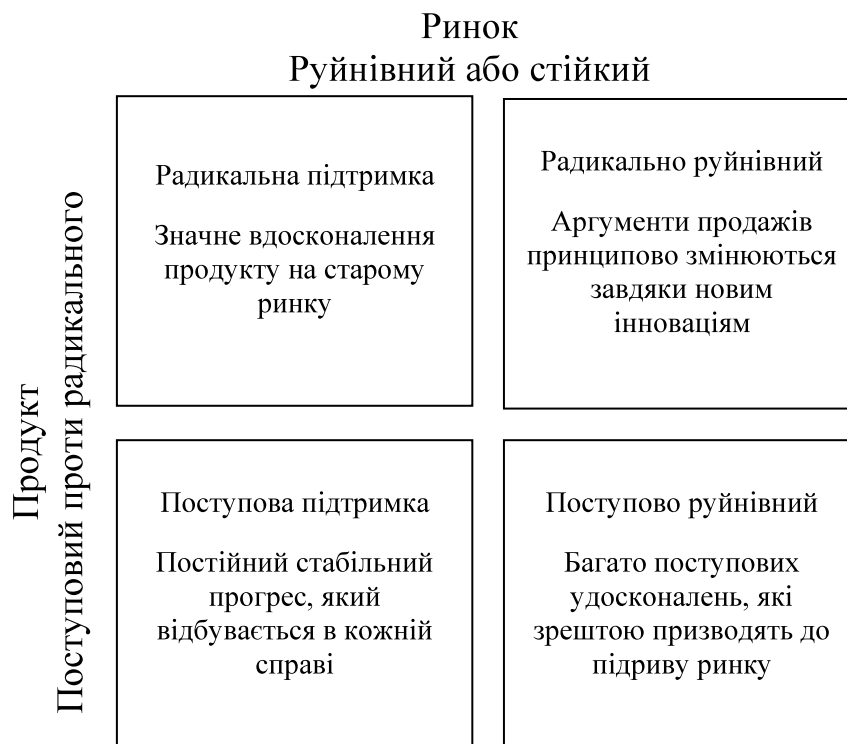 Ринок
Руйнівний або стійкий
Продукт
Поступовий проти радикального
Радикальна підтримка
Значне вдосконалення
продукту на старому
ринку
Радикально руйнівний
Аргументи продажів
принципово змінюються
завдяки новим
інноваціям
Поступова підтримка
Постійний стабільний
прогрес, який
відбувається в кожній
справі
Поступово руйнівний
Багато поступових
удосконалень, які
зрештою призводять до
підриву ринку